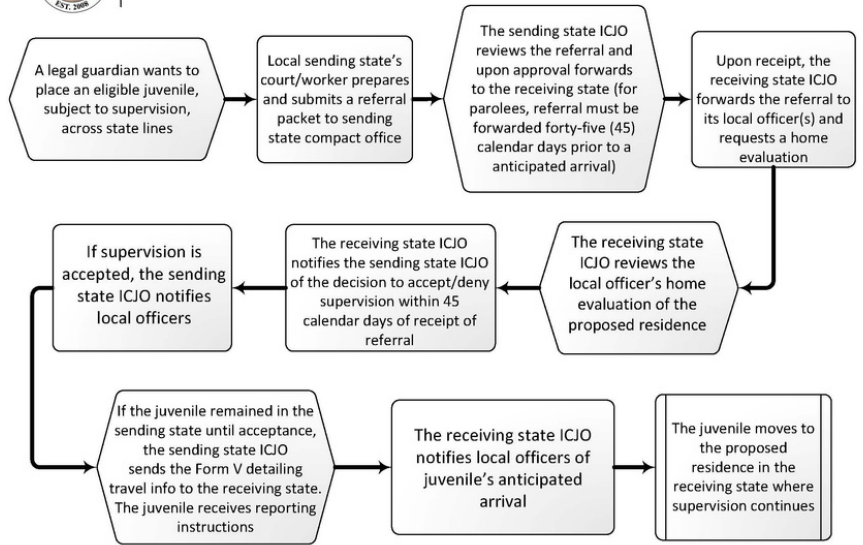 EST. 2008
A legal guardian wants to
place an eligible juvenile,
subject to supervision,
across state lines
Local sending state's
court/worker prepares
and submits a referral
packet to sending
state compact office
The sending state ICJO
reviews the referral and
upon approval forwards
to the receiving state (for
parolees, referral must be
forwarded forty-five (45)
calendar days prior to a
anticipated arrival)
Upon receipt, the
receiving state ICJO
forwards the referral to
its local officer(s) and
requests a home
evaluation
The receiving state
ICJO reviews the
local officer's home
evaluation of the
proposed residence
The receiving state ICJO
notifies the sending state ICJO
of the decision to accept/deny
supervision within 45
calendar days of receipt of
referral
If supervision is
accepted, the sending
state ICJO notifies
local officers
If the juvenile remained in the
sending state until acceptance,
the sending state ICJO
sends the Form V detailing
travel info to the receiving state.
The juvenile receives reporting
instructions
The receiving state ICJO
notifies local officers of
juvenile's anticipated
arrival
The juvenile moves to
the proposed
residence in the
receiving state where
supervision continues